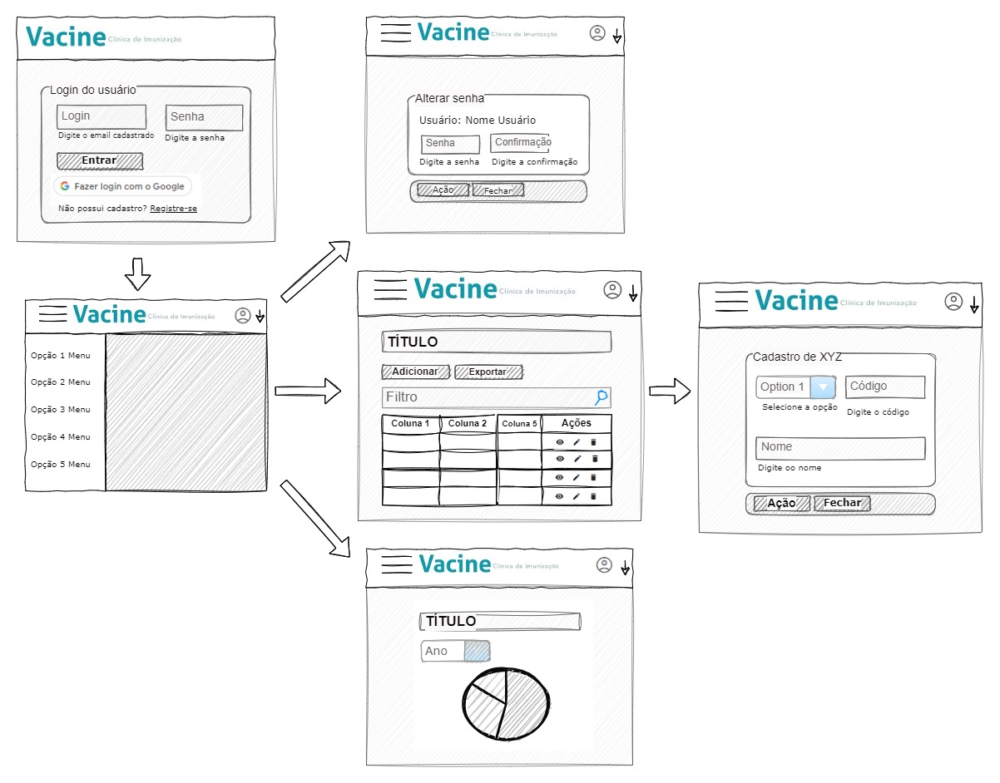 Vacine Clínica de Imunização
Login do usuário
Login
Senha
Digite o email cadastrado
Digite a senha
Entrar
Fazer login com o Google
Não possui cadastro? Registre-se
Vacine Clínica de Imunização
Alterar senha
Usuário: Nome Usuário
Senha
Confirmação
Digite a senha
Digite a confirmação
Ação
Fechar
Vacine Clínica de Imunização
Opção 1 Menu
Opção 2 Menu
Opção 3 Menu
Opção 4 Menu
Opção 5 Menu
Vacine Clínica de Imunização
TÍTULO
Adicionar
Exportar
Filtro
Coluna 1
Coluna 2
Coluna 5
Ações
Vacine Clínica de Imunização
Cadastro de XYZ
Option 1
Código
Selecione a opção
Digite o código
Nome
Digite oo nome
Ação
Fechar
Vacine Clínica de Imunização
TÍTULO
Ano